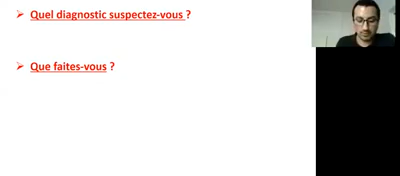 ➢ Quel diagnostic suspectez-vous ?
➢ Que faites-vous ?